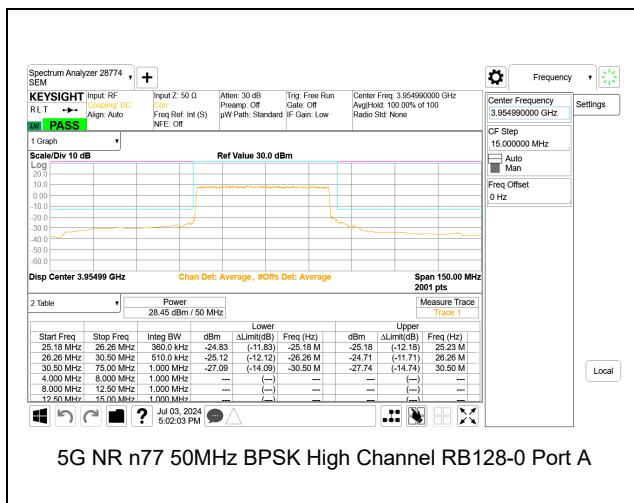 Spectrum Analyzer 28774
SEM
Frequency
KEYSIGHT
R L T
PASS
Input: RF
Coupling: DC
Align: Auto
Input Z: 50 Ω
Corr
Freq Ref: Int (S)
NFE: Off
Atten: 30 dB
Preamp: Off
µW Path: Standard
Trig: Free Run
Gate: Off
IF Gain: Low
Center Freq: 3.954990000 GHz
Avg|Hold: 100.00% of 100
Radio Std: None
Center Frequency
3.954990000 GHz
Settings
CF Step
15.000000 MHz
Auto
Man
Freq Offset
0 Hz
Local
1 Graph
Scale/Div 10 dB
Ref Value 30.0 dBm
Log
20.0
10.0
0.00
-10.0
-20.0
-30.0
-40.0
-50.0
-60.0
Disp Center 3.95499 GHz
Chan Det: Average, #Offs Det: Average
Span 150.00 MHz
2001 pts
2 Table
Power
28.45 dBm / 50 MHz
Measure Trace
Trace 1
Lower Upper
Start Freq Stop Freq Integ BW dBm ΔLimit(dB) Freq (Hz) dBm ΔLimit(dB) Freq (Hz)
25.18 MHz 26.26 MHz 360.0 kHz -24.83 (-11.83) -25.18 M -25.18 (-12.18) 25.23 M
26.26 MHz 30.50 MHz 510.0 kHz -25.12 (-12.12) -26.26 M -24.71 (-11.71) 26.26 M
30.50 MHz 75.00 MHz 1.000 MHz -27.09 (-14.09) -30.50 M -27.74 (-14.74) 30.50 M
4.000 MHz 8.000 MHz 1.000 MHz --- (---) --- --- (---) ---
8.000 MHz 12.50 MHz 1.000 MHz --- (---) --- --- (---) ---
12.50 MHz 15.00 MHz 1.000 MHz --- (---) --- --- (---) ---
? Jul 03, 2024
5:02:03 PM
5G NR n77 50MHz BPSK High Channel RB128-0 Port A